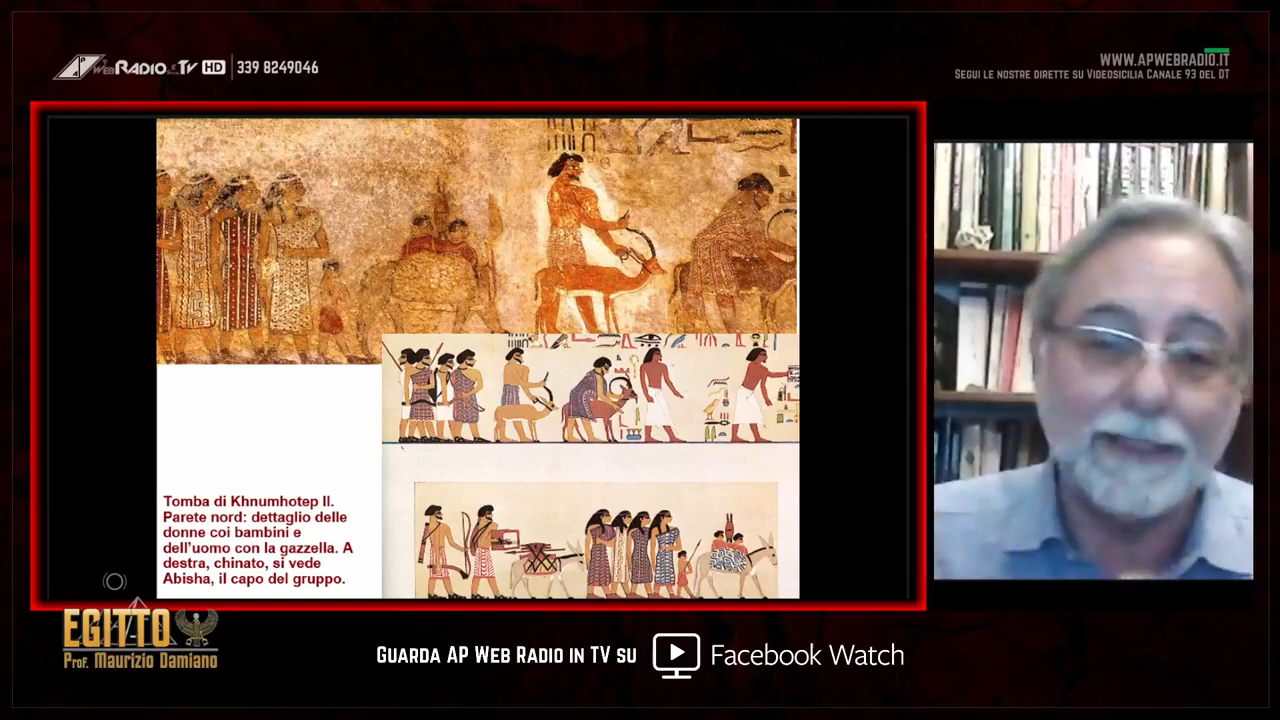 WEB RADIO E TV HD 339 8249046
WWW.APWEBRADIO.IT
SEGUI LE NOSTRE DIRETTE SU VIDEOSICILIA CANALE 93 DEL DT
Tomba di Khnumhotep II.
Parete nord: dettaglio delle
donne coi bambini e
dell'uomo con la gazzella. A
destra, chinato, si vede
Abisha, il capo del gruppo.
EGITTO
Prof. Maurizio Damiano
GUARDA AP WEB RADIO IN TV SU
Facebook Watch